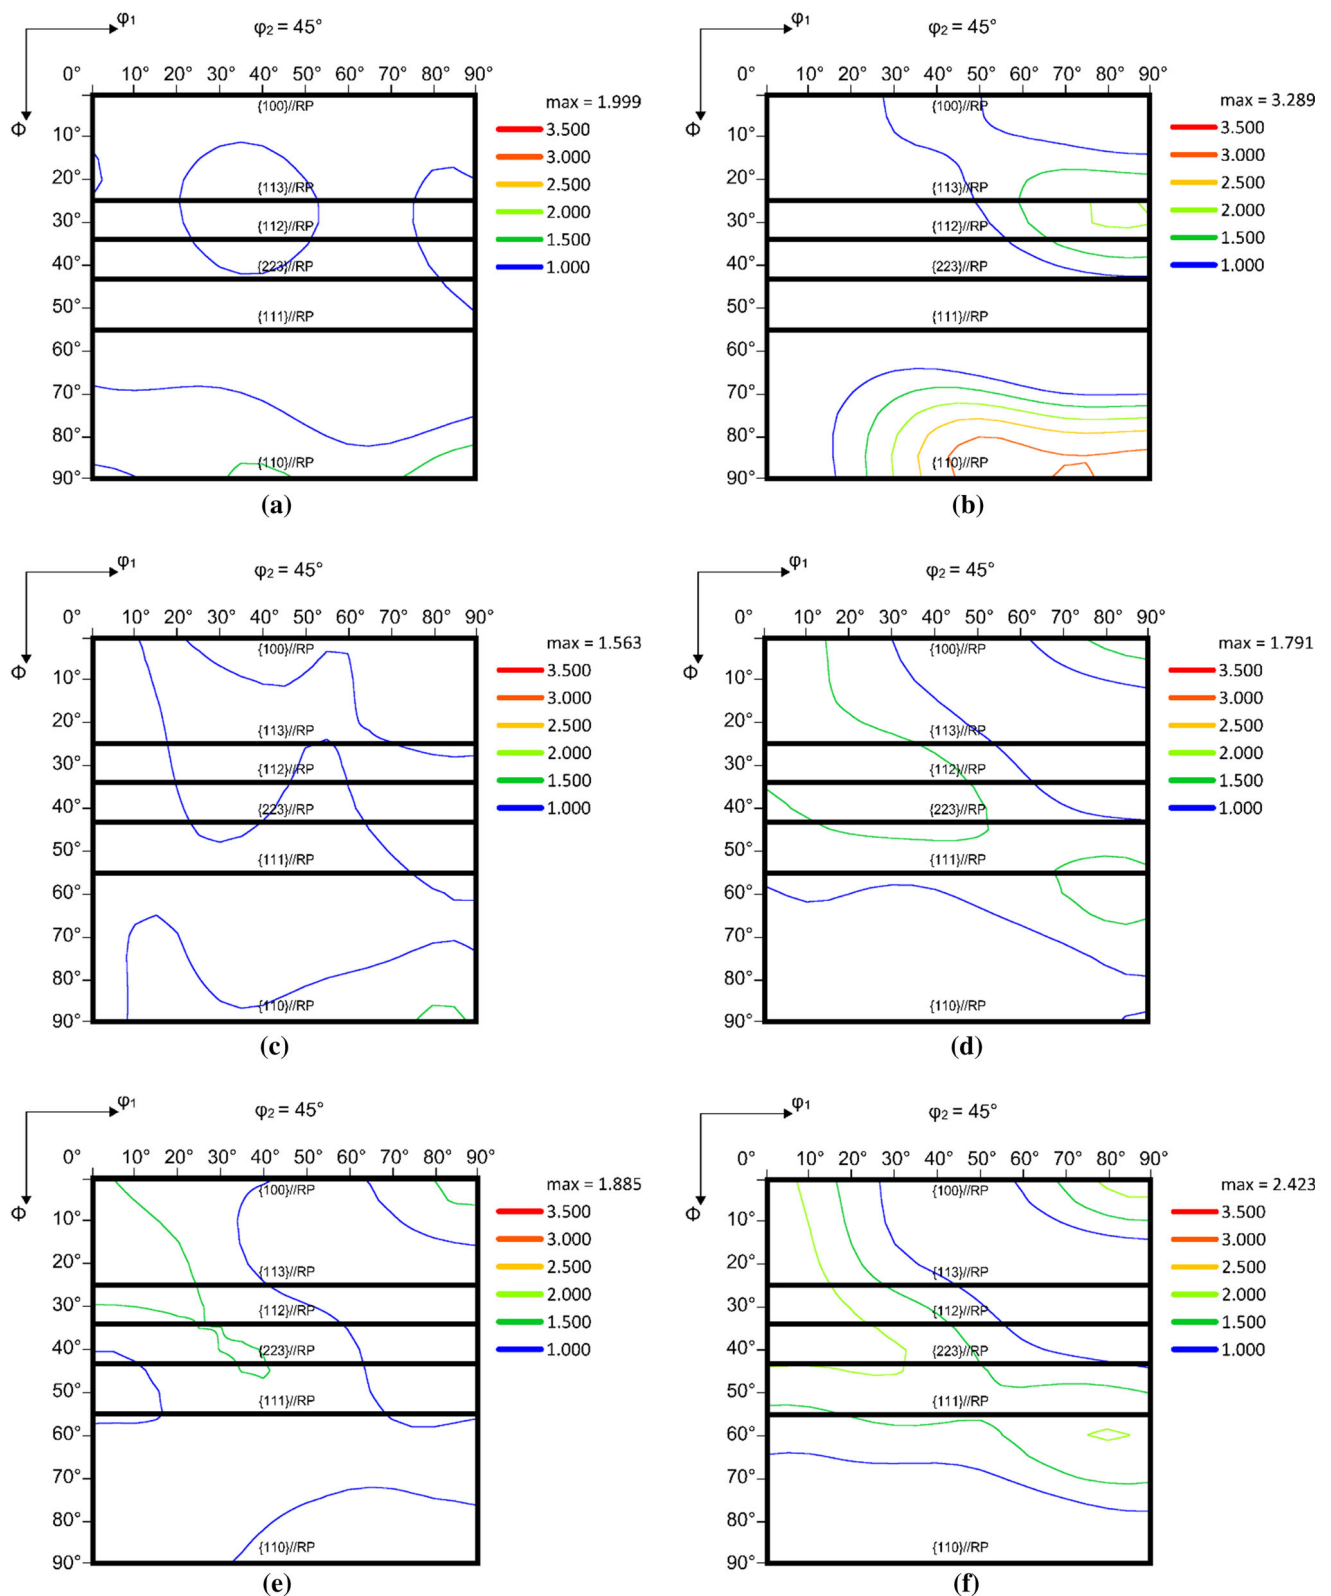 φ1
φ2 = 45°
0° 10° 20° 30° 40° 50° 60° 70° 80° 90°
Φ
{100}//RP
max = 1.999
10°
3.500
3.000
20°
{113}//RP
2.500
30°
{112}//RP
2.000
1.500
40°
{223}//RP
1.000
50°
{111}//RP
60°
70°
80°
{110}//RP
90°
(a)
φ1
φ2 = 45°
0° 10° 20° 30° 40° 50° 60° 70° 80° 90°
Φ
{100}//RP
max = 3.289
10°
3.500
3.000
20°
{113}//RP
2.500
30°
{112}//RP
2.000
1.500
40°
{223}//RP
1.000
50°
{111}//RP
60°
70°
80°
{110}//RP
90°
(b)
φ1
φ2 = 45°
0° 10° 20° 30° 40° 50° 60° 70° 80° 90°
Φ
{100}//RP
max = 1.563
10°
3.500
3.000
20°
{113}//RP
2.500
30°
{112}//RP
2.000
1.500
40°
{223}//RP
1.000
50°
{111}//RP
60°
70°
80°
{110}//RP
90°
(c)
φ1
φ2 = 45°
0° 10° 20° 30° 40° 50° 60° 70° 80° 90°
Φ
{100}//RP
max = 1.791
10°
3.500
3.000
20°
{113}//RP
2.500
30°
{112}//RP
2.000
1.500
40°
{223}//RP
1.000
50°
{111}//RP
60°
70°
80°
{110}//RP
90°
(d)
φ1
φ2 = 45°
0° 10° 20° 30° 40° 50° 60° 70° 80° 90°
Φ
{100}//RP
max = 1.885
10°
3.500
3.000
20°
{113}//RP
2.500
30°
{112}//RP
2.000
1.500
40°
{223}//RP
1.000
50°
{111}//RP
60°
70°
80°
{110}//RP
90°
(e)
φ1
φ2 = 45°
0° 10° 20° 30° 40° 50° 60° 70° 80° 90°
Φ
{100}//RP
max = 2.423
10°
3.500
3.000
20°
{113}//RP
2.500
30°
{112}//RP
2.000
1.500
40°
{223}//RP
1.000
50°
{111}//RP
60°
70°
80°
{110}//RP
90°
(f)